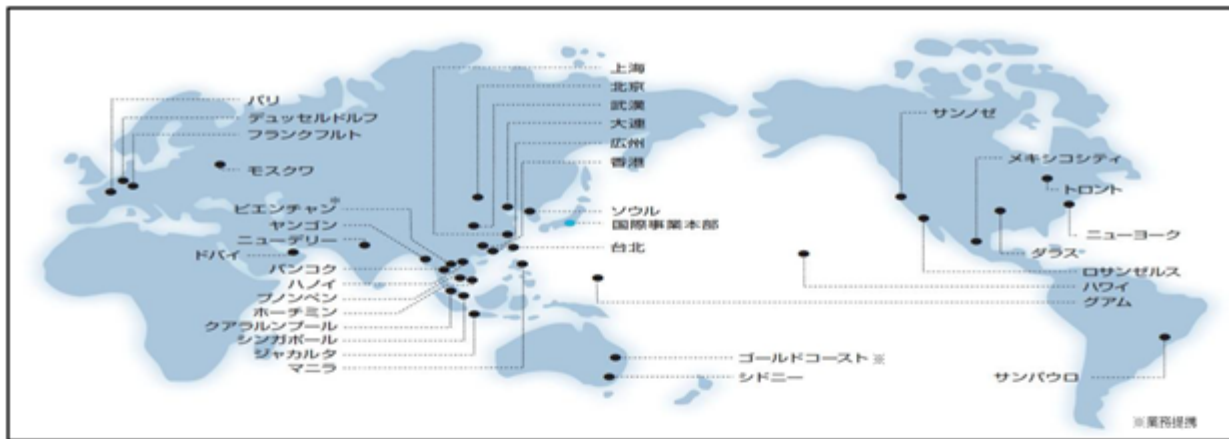 パリ
デュッセルドルフ
フランクフルト
モスクワ
ビエンチャン※
ヤンゴン
ニューデリー
ドバイ
バンコク
ハノイ
プノンペン
ホーチミン
クアラルンプール
シンガポール
ジャカルタ
マニラ
上海
北京
武漢
大連
広州
香港
ソウル
国際事業本部
台北
ゴールドコースト※
シドニー
サンノゼ
メキシコシティ
トロント
ニューヨーク
ダラス
ロサンゼルス
ハワイ
グアム
サンパウロ
※業務提携